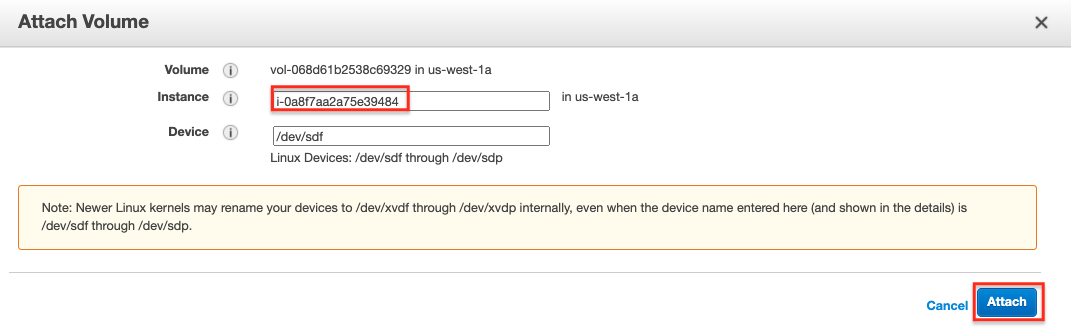 Attach Volume
Volume vol-068d61b2538c69329 in us-west-1a
Instance i-0a8f7aa2a75e39484 in us-west-1a
Device /dev/sdf
Linux Devices: /dev/sdf through /dev/sdp
Note: Newer Linux kernels may rename your devices to /dev/xvdf through /dev/xvdp internally, even when the device name entered here (and shown in the details) is
/dev/sdf through /dev/sdp.
Cancel Attach